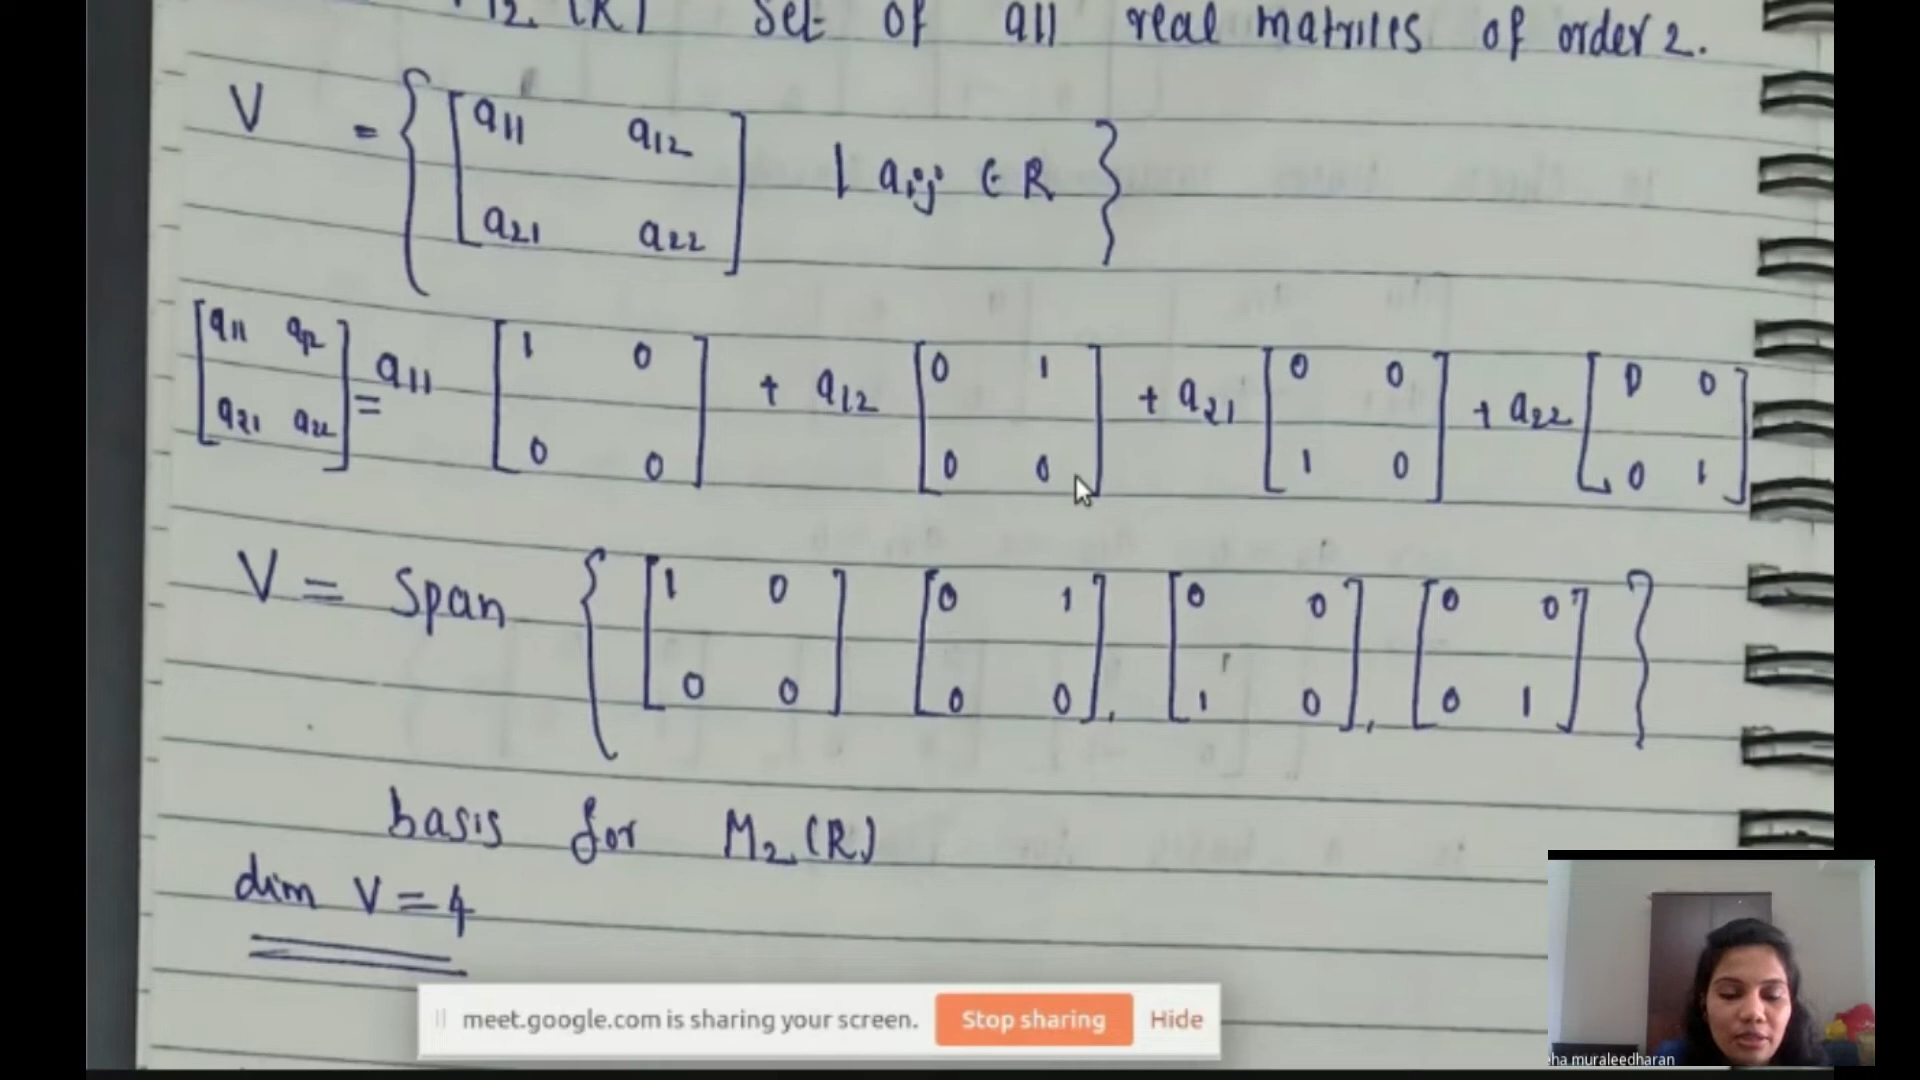 (R) set of all real matrices of order 2.
V = { [ a11 a12
a21 a22 ] | aij ∈ R }
[ a11 a12
a21 a22 ] = a11 [ 1 0
0 0 ] + a12 [ 0 1
0 0 ] + a21 [ 0 0
1 0 ] + a22 [ 0 0
0 1 ]
V = Span { [ 1 0
0 0 ] [ 0 1
0 0 ], [ 0 0
1 0 ], [ 0 0
0 1 ] }
basis for M2(R)
dim V = 4
meet.google.com is sharing your screen. Stop sharing Hide
muraleedharan